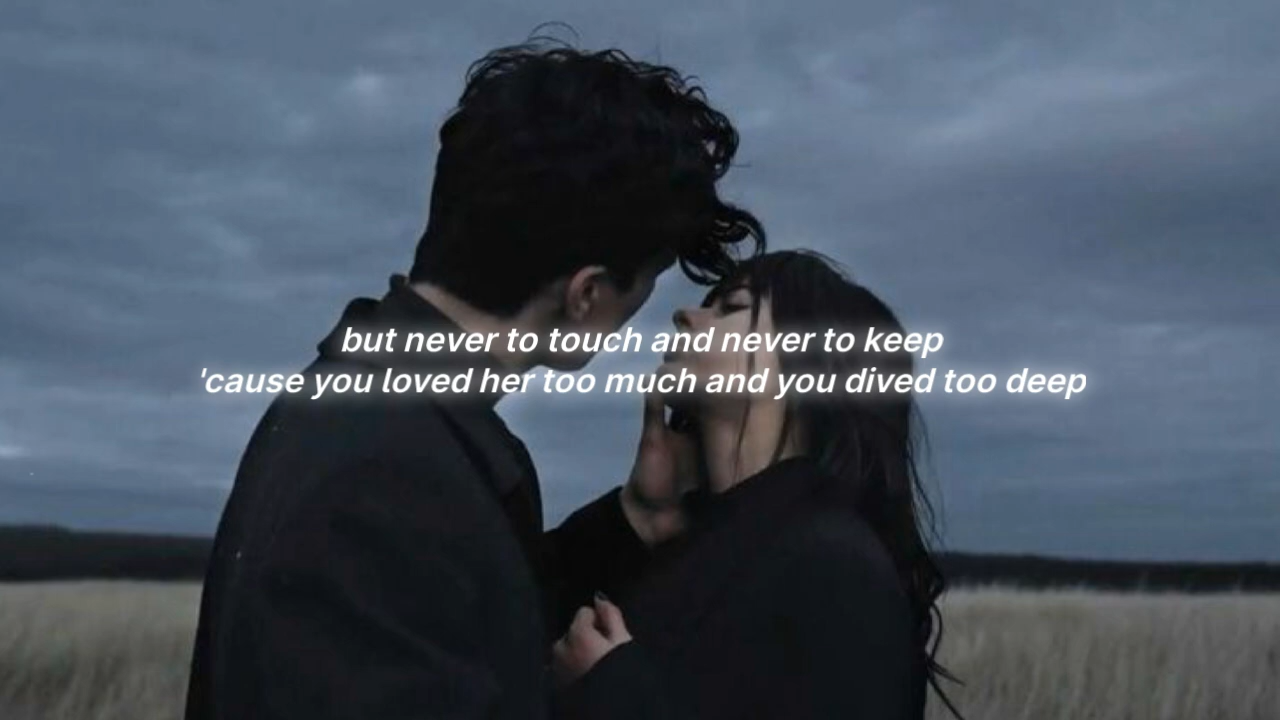 but never to touch and never to keep
'cause you loved her too much and you dived too deep